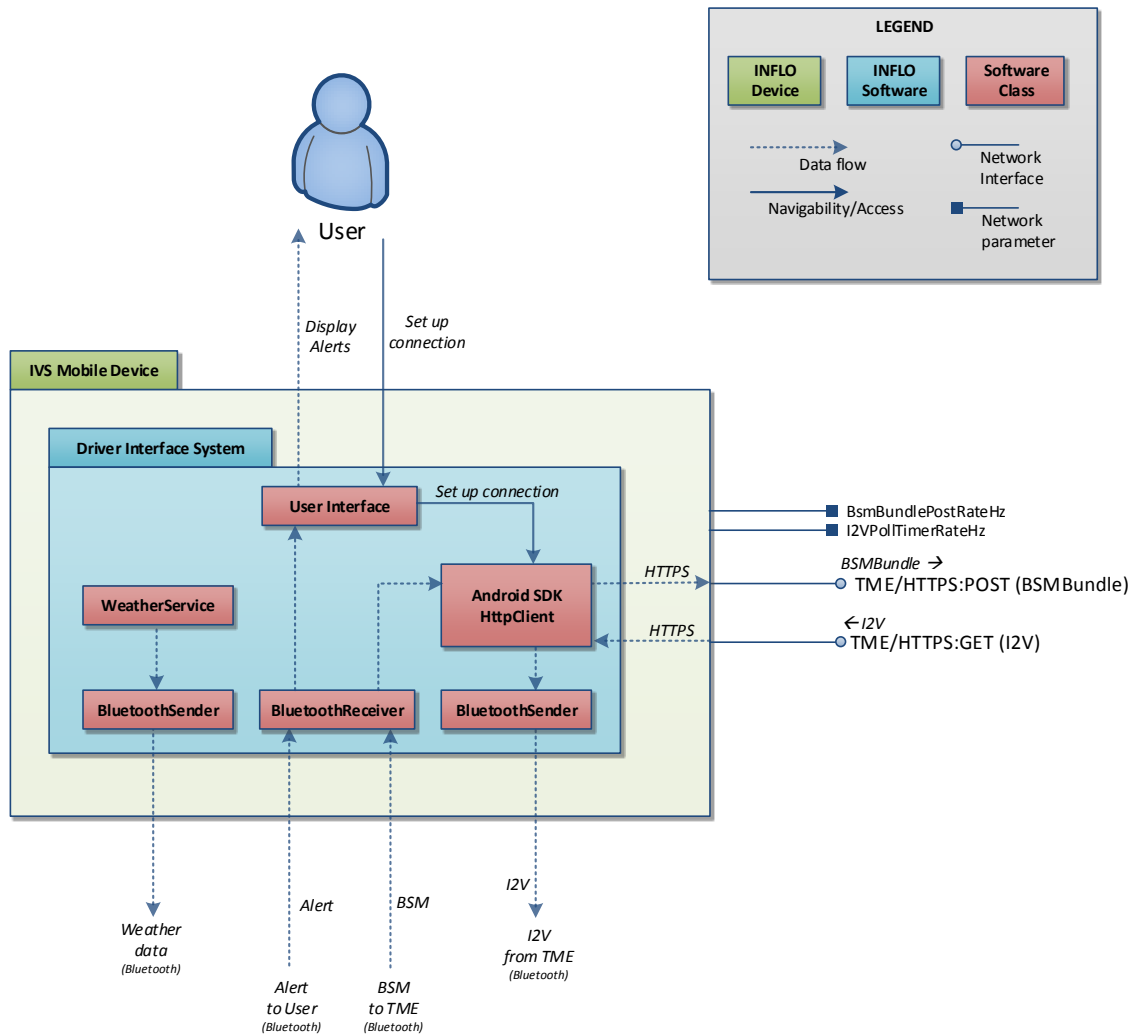 LEGEND
INFLO
Device
INFLO
Software
Software
Class
Data flow
Network
Interface
Navigability/Access
Network
parameter
User
Display
Alerts
Set up
connection
IVS Mobile Device
Driver Interface System
User Interface
Set up connection
BsmBundlePostRateHz
I2VPollTimerRateHz
BSMBundle →
HTTPS
TME/HTTPS:POST (BSMBundle)
Android SDK
HttpClient
WeatherService
← I2V
HTTPS
TME/HTTPS:GET (I2V)
BluetoothSender
BluetoothReceiver
BluetoothSender
Alert
BSM
I2V
Weather
data
(Bluetooth)
I2V
from TME
(Bluetooth)
Alert
to User
(Bluetooth)
BSM
to TME
(Bluetooth)